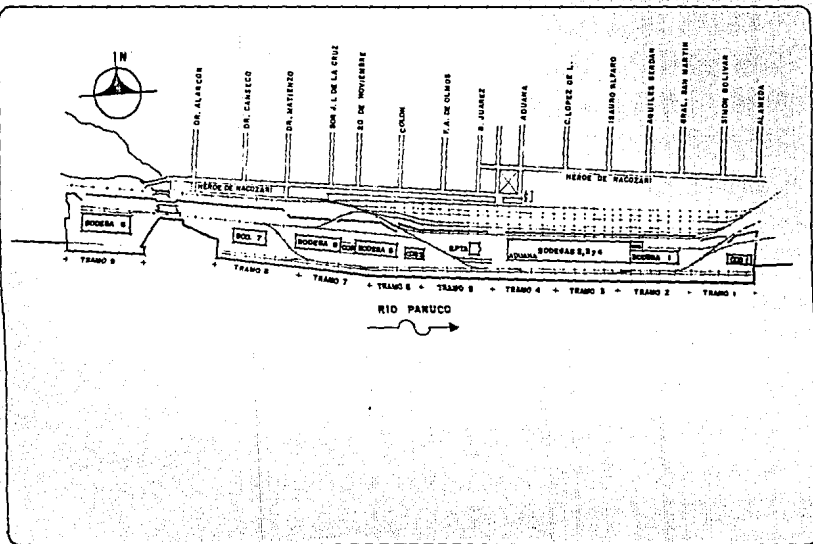 N
DR. ALARCON
DR. CANSECO
DR. MATIENZO
SOR J. I. DE LA CRUZ
20 DE NOVIEMBRE
COLON
F. A. DE OLMOS
B. JUAREZ
ADUANA
C. LOPEZ DE L.
ISAURO ALFARO
AQUILES SERDAN
GRAL. SAN MARTIN
SIMON BOLIVAR
ALAMEDA
HEROE DE NACOZARI
HEROE DE NACOZARI
BODEGA
BOD. 7
BODEGA
COB
BODEGA
ADUANA
BODEGAS 2, 3 y 4
BODEGA 1
TRAMO 9
TRAMO 8
TRAMO 7
TRAMO 6
TRAMO 5
TRAMO 4
TRAMO 3
TRAMO 2
TRAMO 1
RIO PANUCO